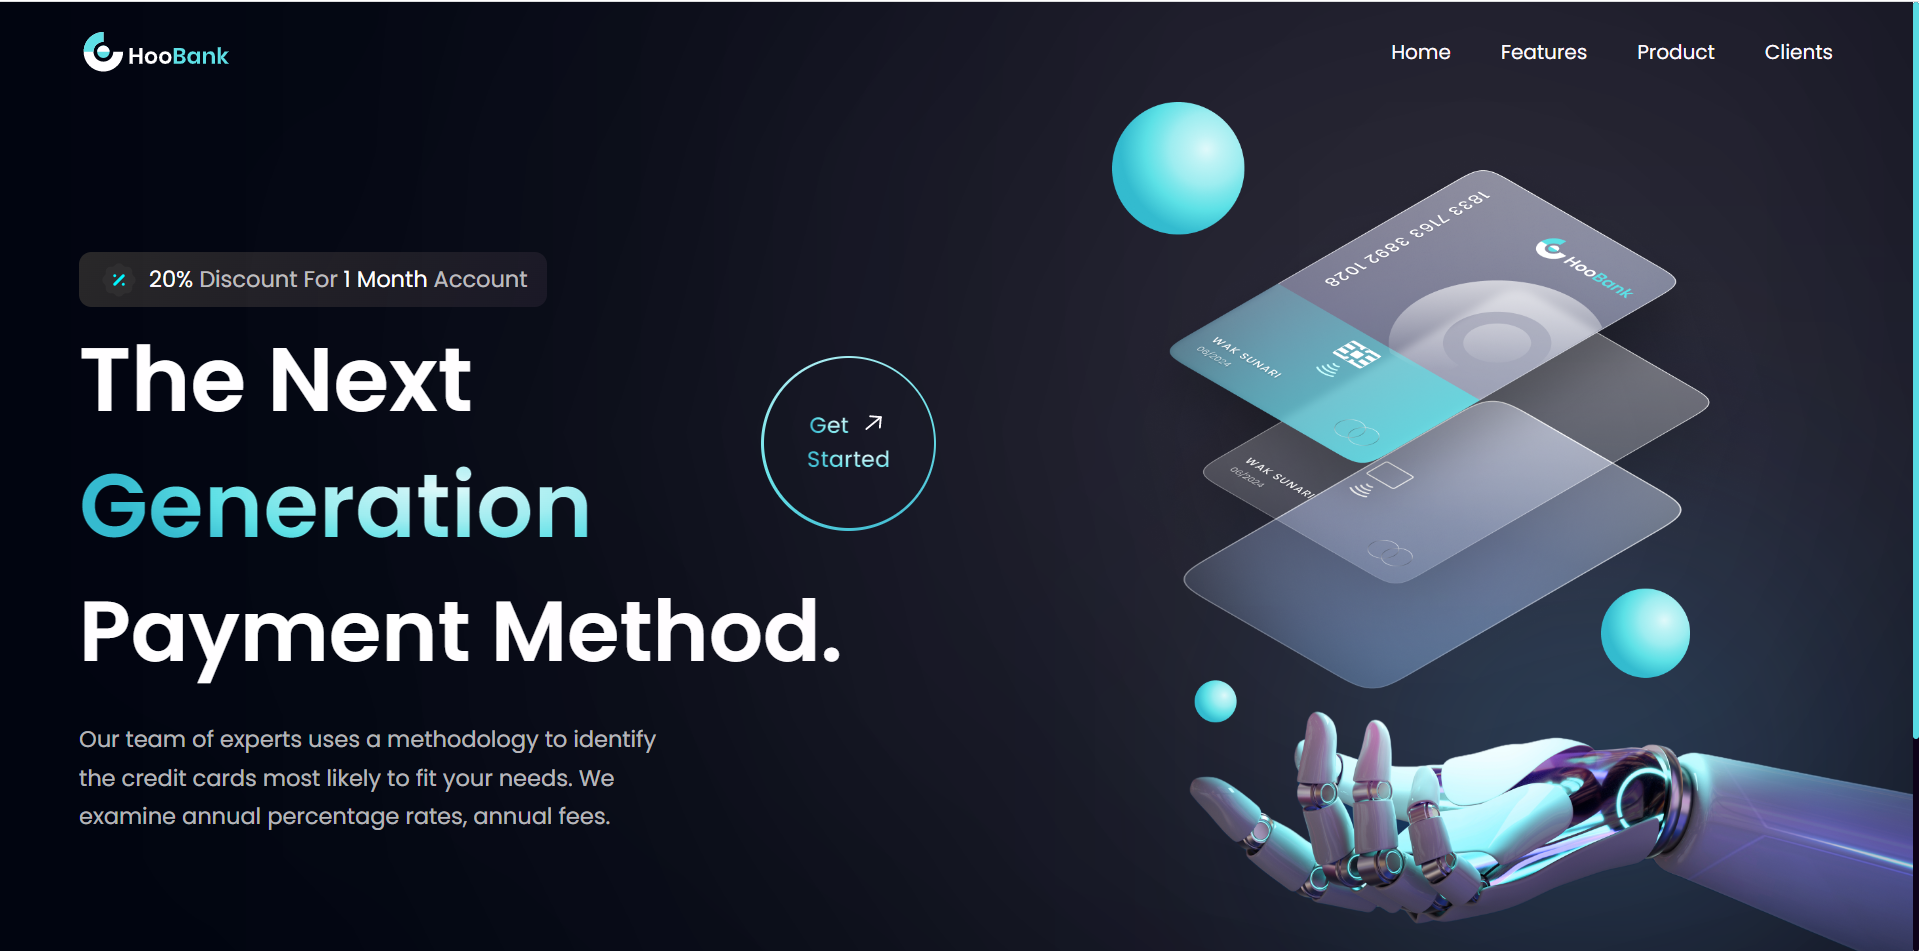 HooBank
Home Features Product Clients
20% Discount For 1 Month Account
The Next
Generation
Payment Method.
Get
Started
Our team of experts uses a methodology to identify
the credit cards most likely to fit your needs. We
examine annual percentage rates, annual fees.
1833 7163 3892 1028
HooBank
WAK SUNARI
06/2024
WAK SUNARI
06/2024